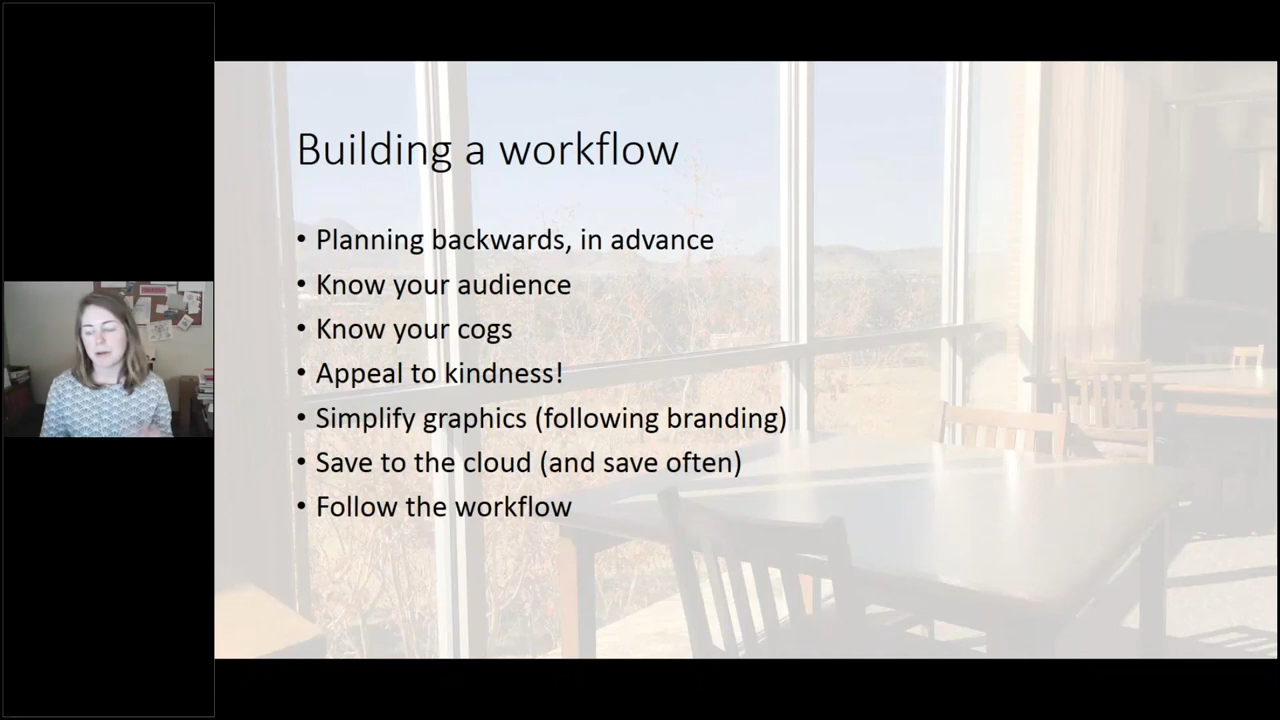 Building a workflow
• Planning backwards, in advance
• Know your audience
• Know your cogs
• Appeal to kindness!
• Simplify graphics (following branding)
• Save to the cloud (and save often)
• Follow the workflow